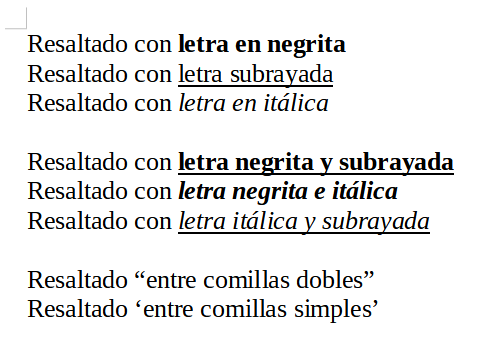 Resaltado con letra en negrita
Resaltado con letra subrayada
Resaltado con letra en itálica
Resaltado con letra negrita y subrayada
Resaltado con letra negrita e itálica
Resaltado con letra itálica y subrayada
Resaltado “entre comillas dobles”
Resaltado ‘entre comillas simples’